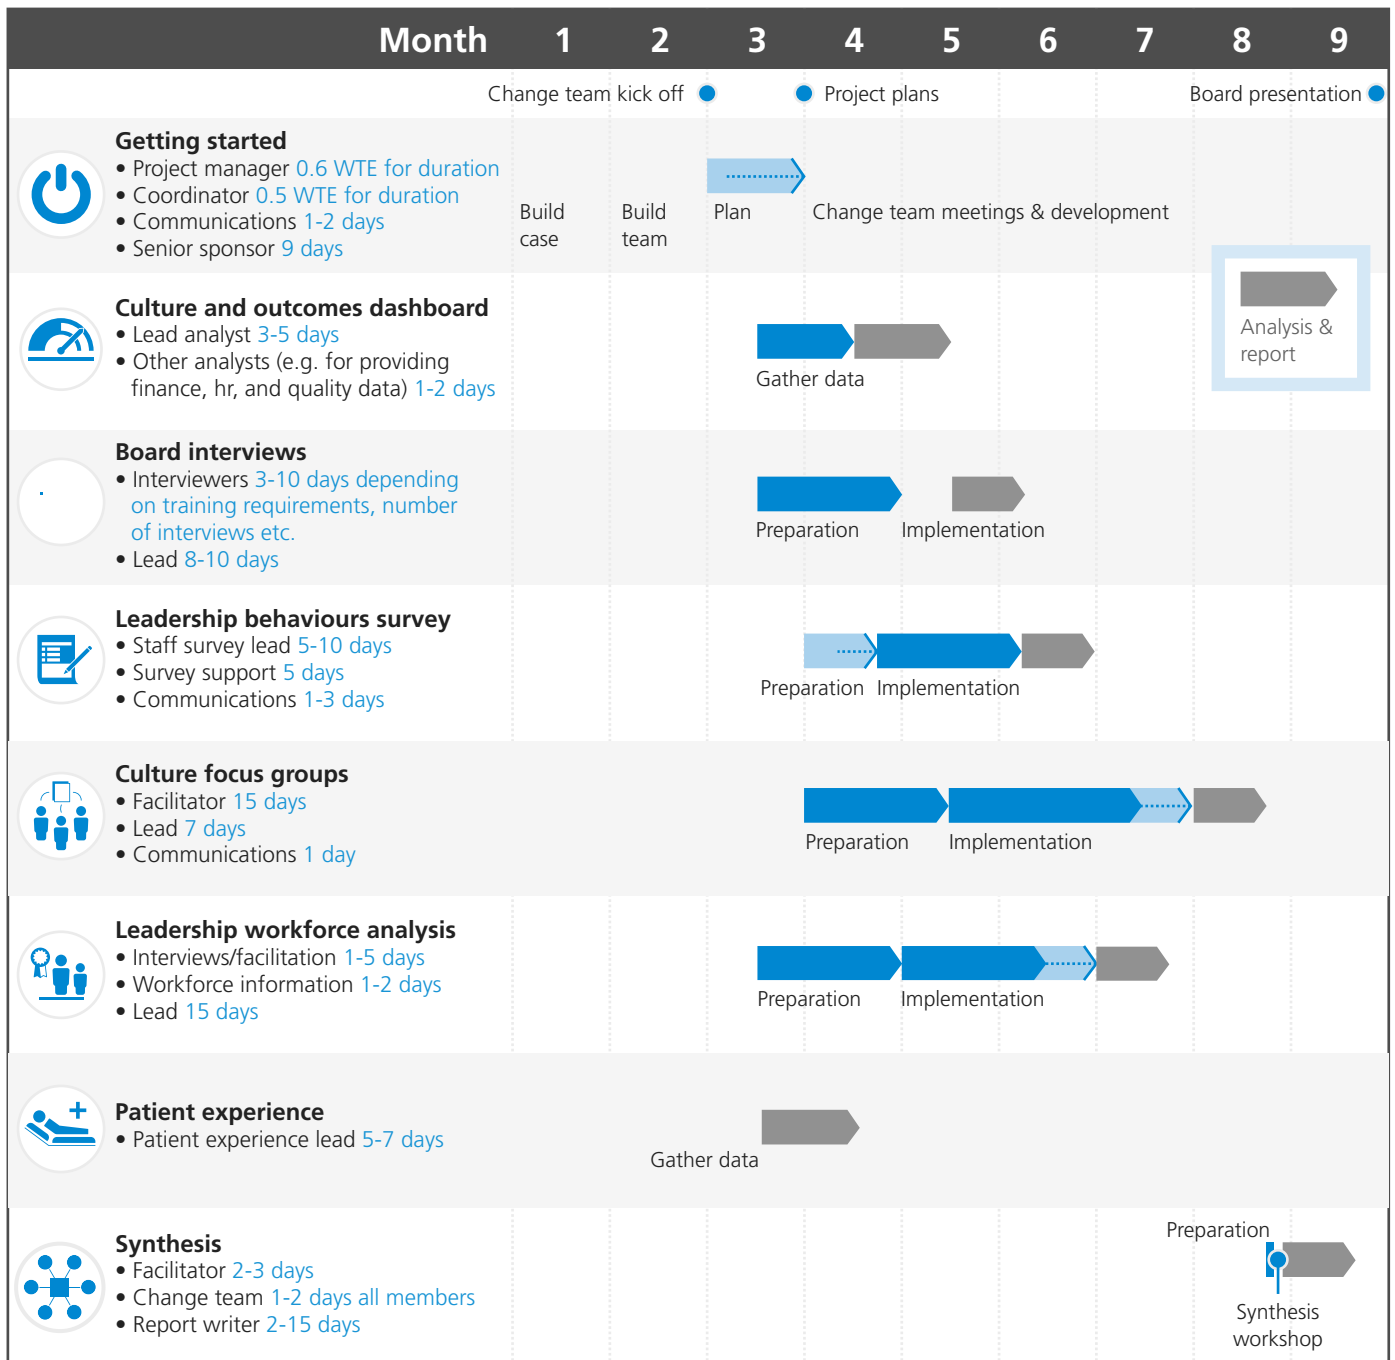 Month 1 2 3 4 5 6 7 8 9
Change team kick off
Project plans
Board presentation
Getting started
• Project manager 0.6 WTE for duration
• Coordinator 0.5 WTE for duration
• Communications 1-2 days
• Senior sponsor 9 days
Build
case
Build
team
Plan
Change team meetings & development
Analysis &
report
Culture and outcomes dashboard
• Lead analyst 3-5 days
• Other analysts (e.g. for providing
finance, hr, and quality data) 1-2 days
Gather data
Board interviews
• Interviewers 3-10 days depending
on training requirements, number
of interviews etc.
• Lead 8-10 days
Preparation
Implementation
Leadership behaviours survey
• Staff survey lead 5-10 days
• Survey support 5 days
• Communications 1-3 days
Preparation
Implementation
Culture focus groups
• Facilitator 15 days
• Lead 7 days
• Communications 1 day
Preparation
Implementation
Leadership workforce analysis
• Interviews/facilitation 1-5 days
• Workforce information 1-2 days
• Lead 15 days
Preparation
Implementation
Patient experience
• Patient experience lead 5-7 days
Gather data
Synthesis
• Facilitator 2-3 days
• Change team 1-2 days all members
• Report writer 2-15 days
Preparation
Synthesis
workshop